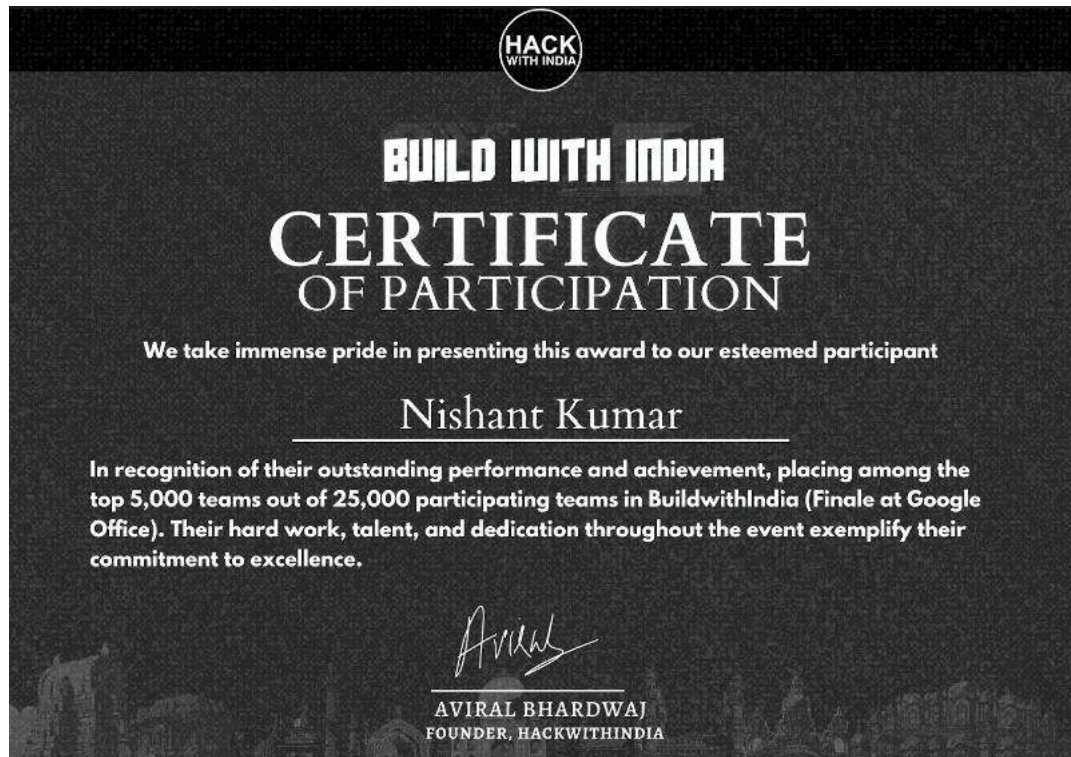 HACK
WITH INDIA
BUILD WITH INDIA
CERTIFICATE
OF PARTICIPATION
We take immense pride in presenting this award to our esteemed participant
Nishant Kumar
In recognition of their outstanding performance and achievement, placing among the
top 5,000 teams out of 25,000 participating teams in BuildwithIndia (Finale at Google
Office). Their hard work, talent, and dedication throughout the event exemplify their
commitment to excellence.
Aviral
AVIRAL BHARDWAJ
FOUNDER, HACKWITHINDIA